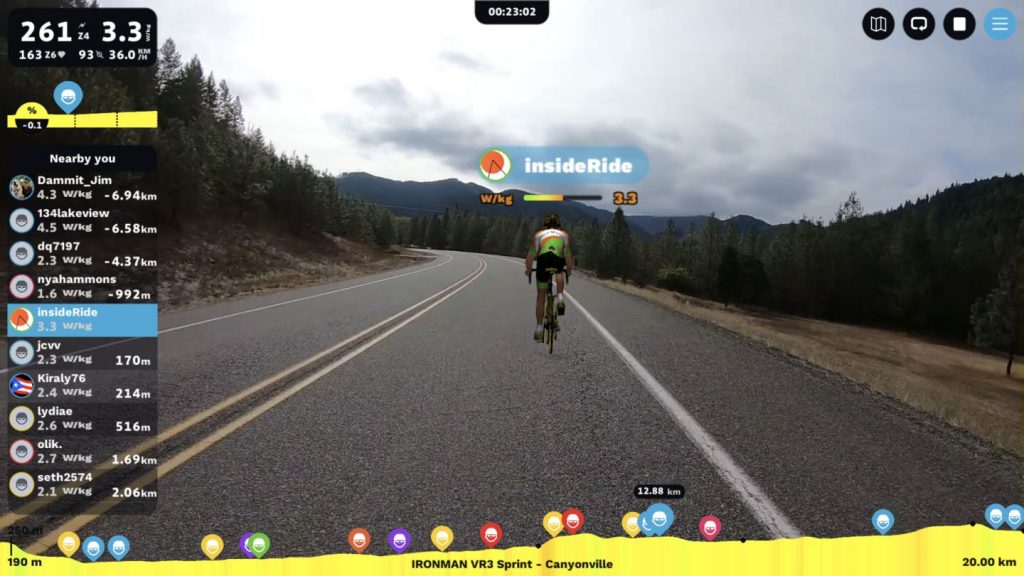 261 Z4 3.3 W/kg
163 Z6 93 36.0 KM/H
00:23:02
%
-0.1
Nearby you
Dammit_Jim
4.3 W/kg -6.94km
134lakeview
4.5 W/kg -6.58km
dq7197
2.3 W/kg -4.37km
nyahammons
1.6 W/kg -992m
insideRide
3.3 W/kg
jcvv
2.3 W/kg 170m
Kiraly76
2.4 W/kg 214m
lydiae
2.6 W/kg 516m
olik.
2.7 W/kg 1.69km
seth2574
2.1 W/kg 2.06km
insideRide
W/kg 3.3
12.88 km
250 m
190 m
IRONMAN VR3 Sprint - Canyonville
20.00 km